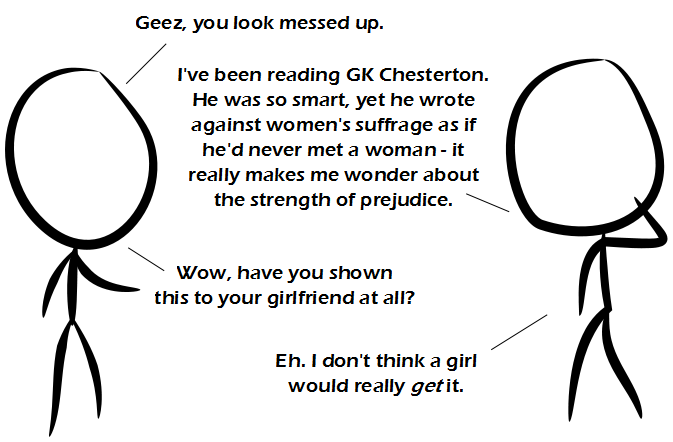 Geez, you look messed up.
I've been reading GK Chesterton.
He was so smart, yet he wrote
against women's suffrage as if
he'd never met a woman - it
really makes me wonder about
the strength of prejudice.
Wow, have you shown
this to your girlfriend at all?
Eh. I don't think a girl
would really get it.